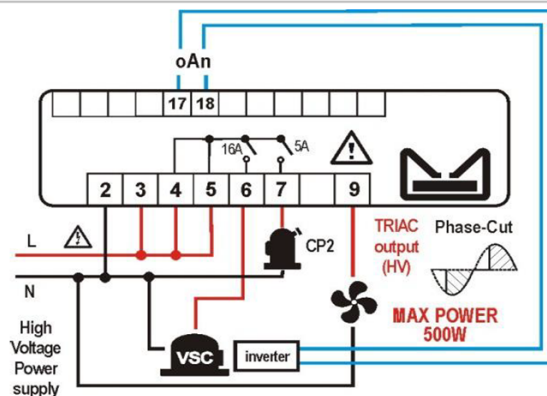 oAn
17 18
16A 5A
2 3 4 5 6 7 9
L
CP2
TRIAC
output
(HV)
Phase-Cut
N
MAX POWER
500W
High
Voltage
Power
supply
VSC
inverter